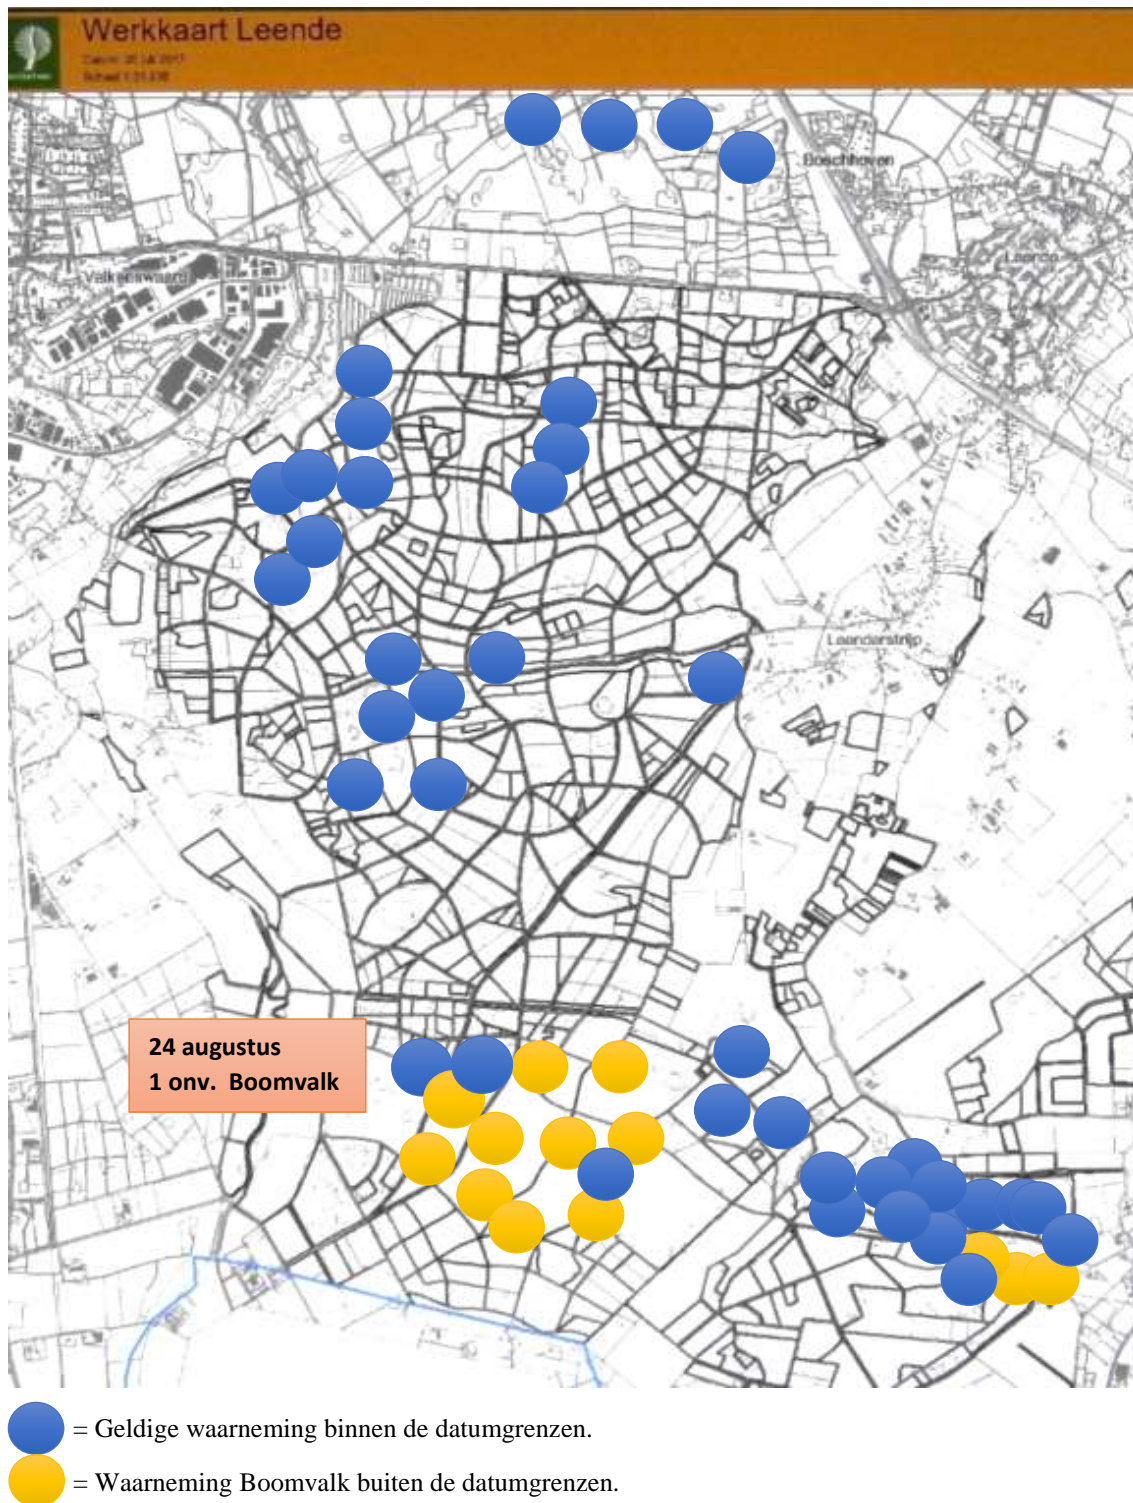 Werkkaart Leende
Boschhoven
Leende
Valkenswaard
Leenderstrijp
24 augustus
1 onv. Boomvalk
= Geldige waarneming binnen de datumgrenzen.
= Waarneming Boomvalk buiten de datumgrenzen.